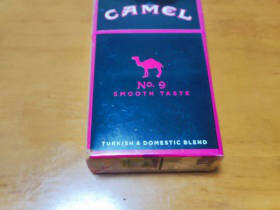 CAMEL
No. 9
SMOOTH TASTE
TURKISH & DOMESTIC BLEND